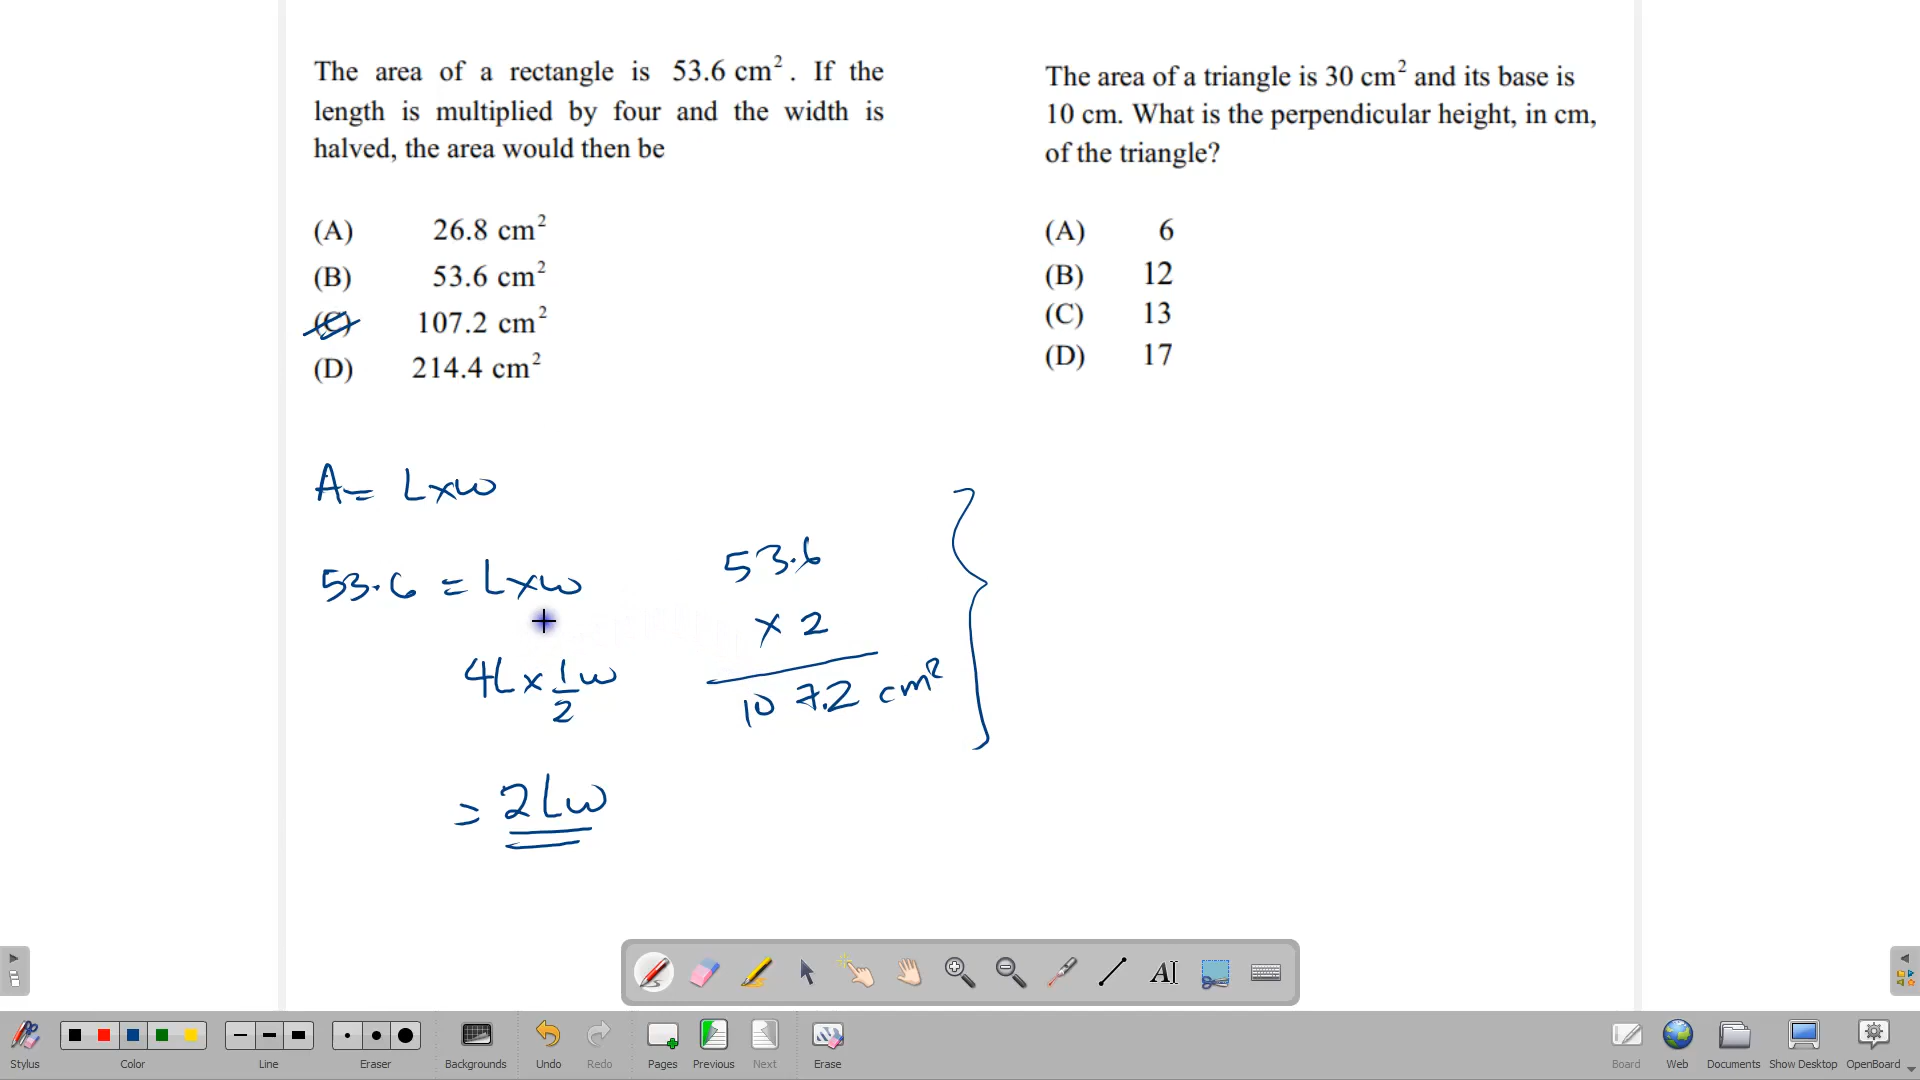 The area of a rectangle is 53.6 cm². If the
length is multiplied by four and the width is
halved, the area would then be
(A) 26.8 cm²
(B) 53.6 cm²
(C) 107.2 cm²
(D) 214.4 cm²
The area of a triangle is 30 cm² and its base is
10 cm. What is the perpendicular height, in cm,
of the triangle?
(A) 6
(B) 12
(C) 13
(D) 17
A= L×w
53.6 = L×w
4L × 1/2 w
= 2Lw
53.6
× 2
107.2 cm²
Stylus
Color
Line
Eraser
Backgrounds
Undo
Redo
Pages
Previous
Next
Erase
Board
Web
Documents
Show Desktop
OpenBoard